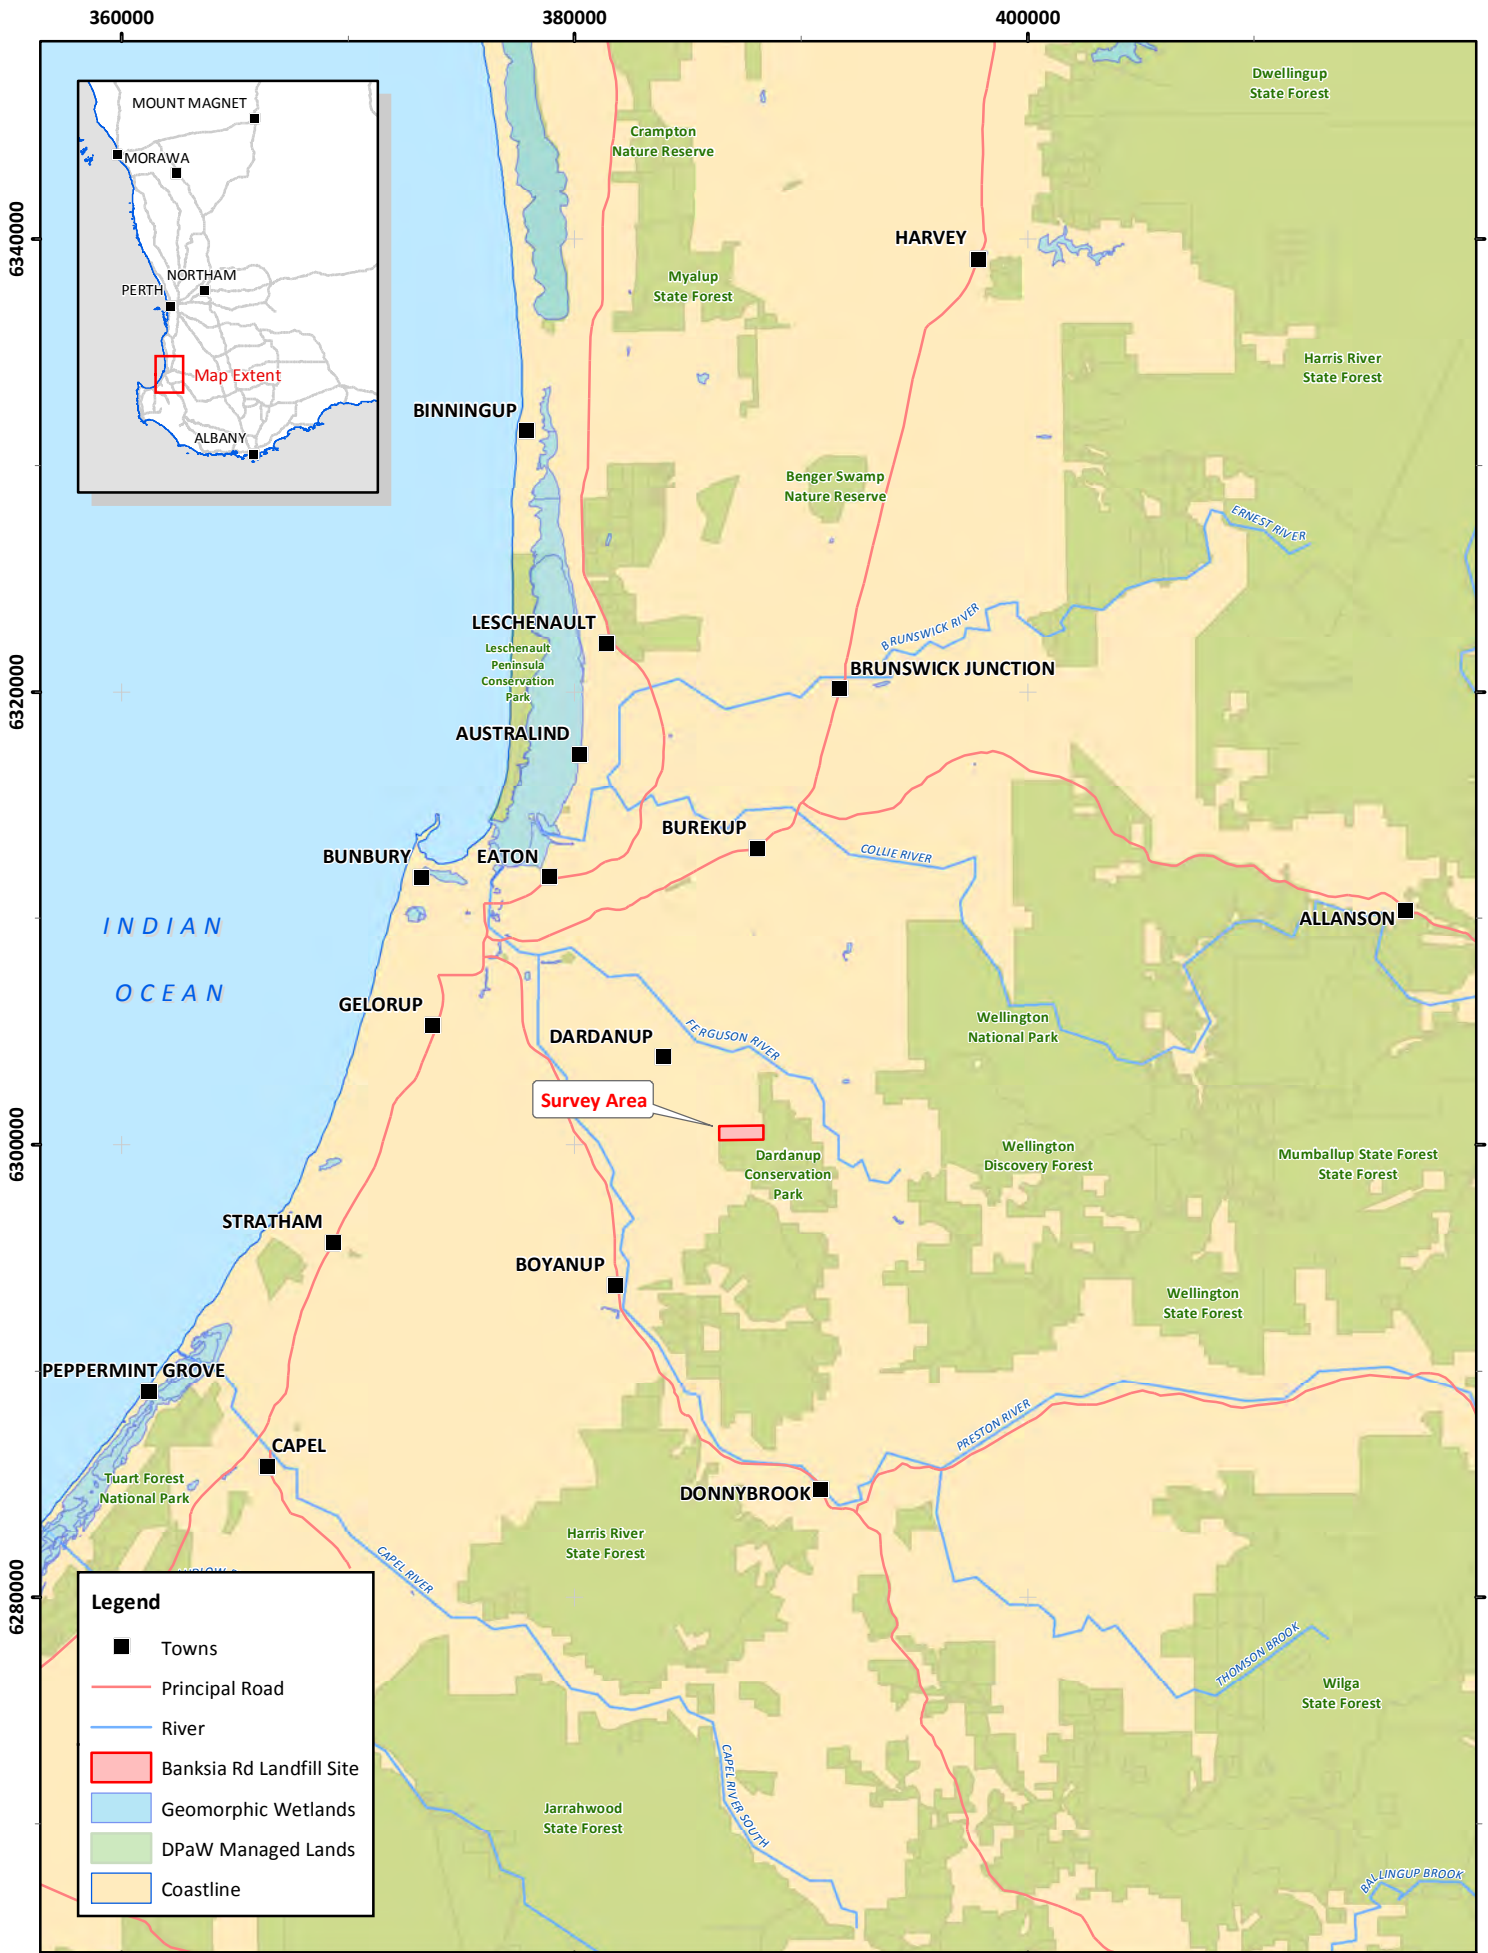 360000
380000
400000
6340000
6320000
6300000
6280000
MOUNT MAGNET
MORAWA
NORTHAM
PERTH
Map Extent
ALBANY
Dwellingup
State Forest
Crampton
Nature Reserve
HARVEY
Myalup
State Forest
Harris River
State Forest
BINNINGUP
Benger Swamp
Nature Reserve
ERNEST RIVER
BRUNSWICK RIVER
LESCHENAULT
Leschenault
Peninsula
Conservation
Park
BRUNSWICK JUNCTION
AUSTRALIND
BUREKUP
COLLIE RIVER
BUNBURY
EATON
ALLANSON
INDIAN
OCEAN
GELORUP
Wellington
National Park
DARDANUP
FERGUSON RIVER
Survey Area
Dardanup
Conservation
Park
Wellington
Discovery Forest
Mumballup State Forest
State Forest
STRATHAM
BOYANUP
Wellington
State Forest
PEPPERMINT GROVE
PRESTON RIVER
CAPEL
Tuart Forest
National Park
DONNYBROOK
Harris River
State Forest
CAPEL RIVER
THOMSON BROOK
Wilga
State Forest
CAPEL RIVER SOUTH
Jarrahwood
State Forest
BALLINGUP BROOK
Legend
Towns
Principal Road
River
Banksia Rd Landfill Site
Geomorphic Wetlands
DPaW Managed Lands
Coastline